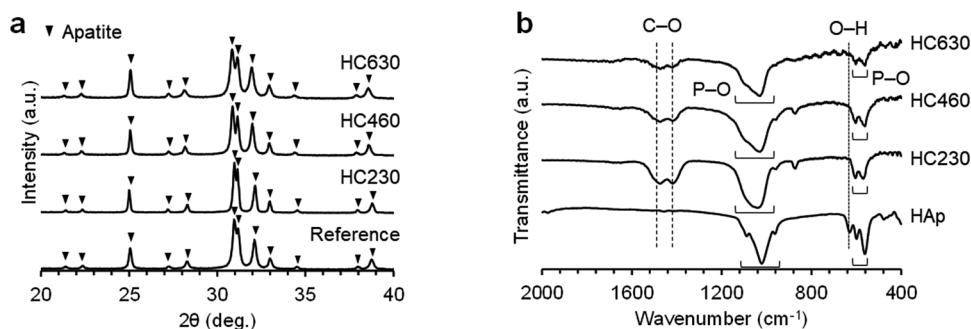 a
▼ Apatite
HC630
HC460
HC230
Reference
Intensity (a.u.)
20 25 30 35 40
2θ (deg.)
b
C–O O–H
HC630
P–O P–O
HC460
HC230
HAp
Transmittance (a.u.)
2000 1600 1200 800 400
Wavenumber (cm⁻¹)